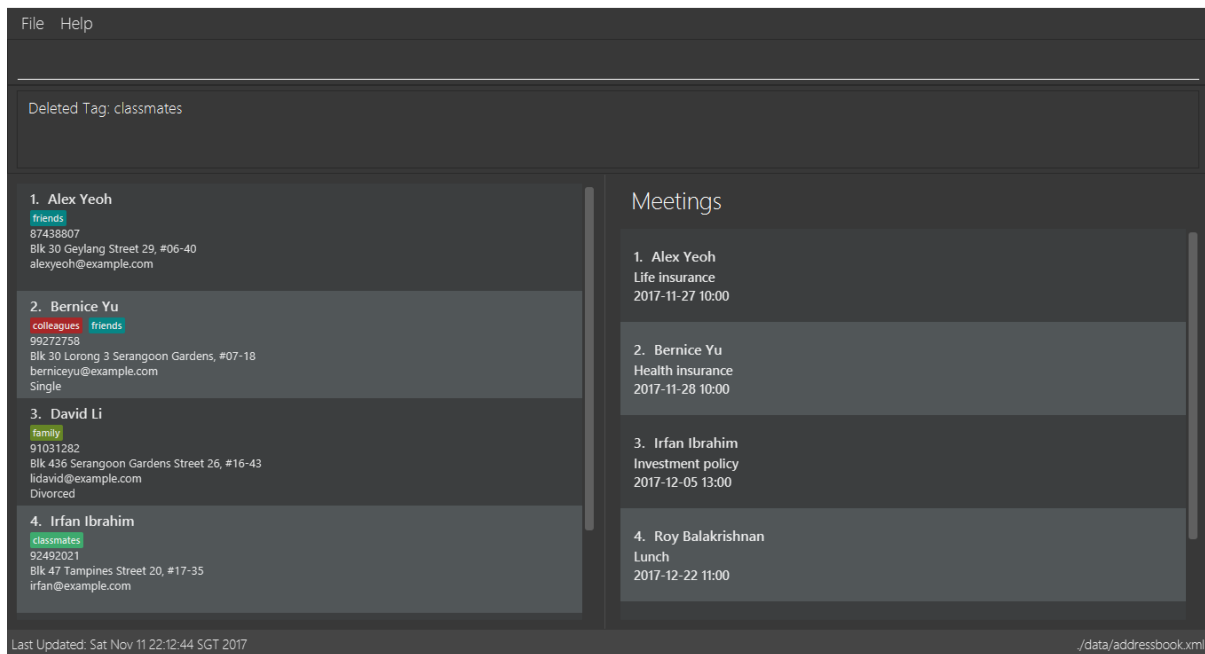 File Help
Deleted Tag: classmates
1. Alex Yeoh
friends
87438807
Blk 30 Geylang Street 29, #06-40
alexyeoh@example.com
2. Bernice Yu
colleagues friends
99272758
Blk 30 Lorong 3 Serangoon Gardens, #07-18
berniceyu@example.com
Single
3. David Li
family
91031282
Blk 436 Serangoon Gardens Street 26, #16-43
lidavid@example.com
Divorced
4. Irfan Ibrahim
classmates
92492021
Blk 47 Tampines Street 20, #17-35
irfan@example.com
Meetings
1. Alex Yeoh
Life insurance
2017-11-27 10:00
2. Bernice Yu
Health insurance
2017-11-28 10:00
3. Irfan Ibrahim
Investment policy
2017-12-05 13:00
4. Roy Balakrishnan
Lunch
2017-12-22 11:00
Last Updated: Sat Nov 11 22:12:44 SGT 2017
./data/addressbook.xml